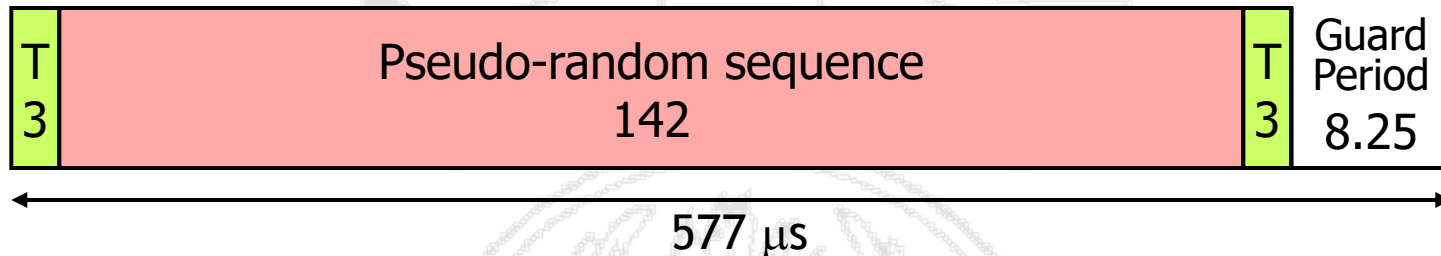 T
3
Pseudo-random sequence
142
T
3
Guard
Period
8.25
577 μs